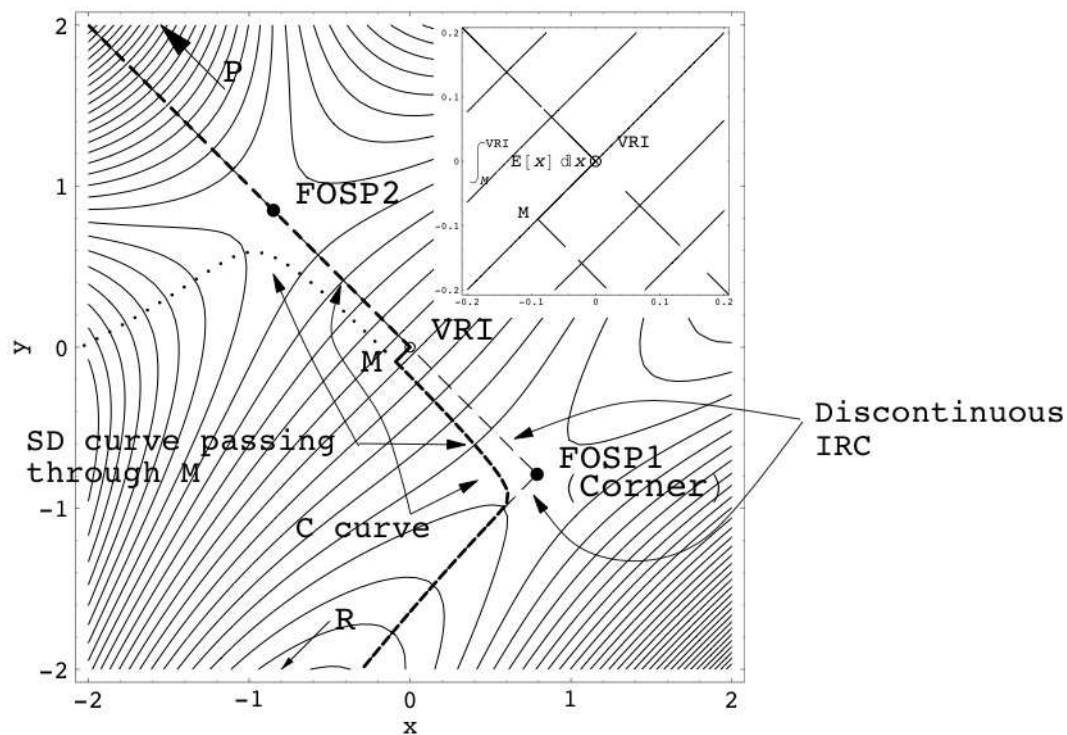 2
1
0
-1
-2
y
-2
-1
0
1
2
x
P
FOSP2
VRI
M
SD curve passing
through M
C curve
R
FOSP1
(Corner)
Discontinuous
IRC
0.2
0.1
0
-0.1
-0.2
-0.2
-0.1
0
0.1
0.2
VRI
∫ᴹⱽᴿᴵ E[x] dx
M